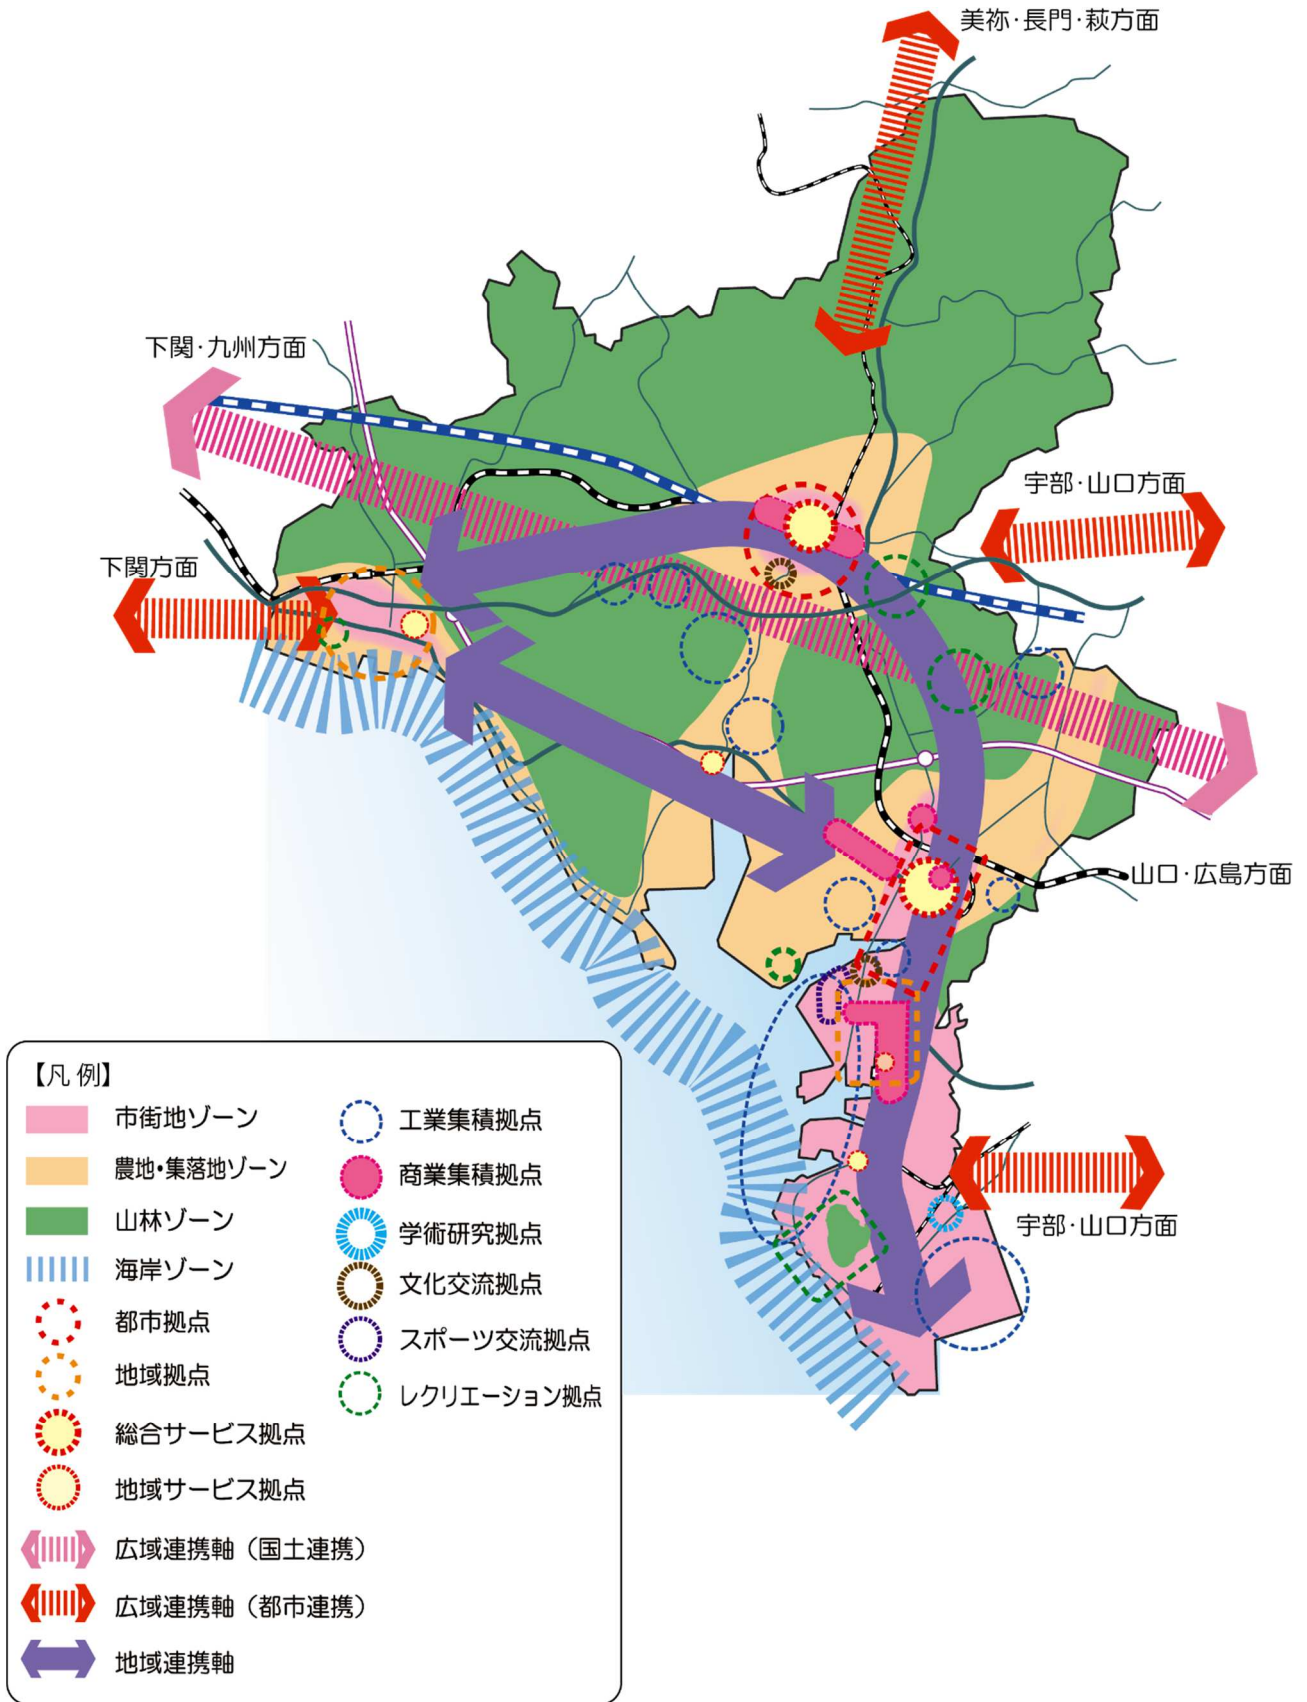 美祢・長門・萩方面
下関・九州方面
宇部・山口方面
下関方面
山口・広島方面
宇部・山口方面
【凡 例】
市街地ゾーン
農地・集落地ゾーン
山林ゾーン
海岸ゾーン
都市拠点
地域拠点
総合サービス拠点
地域サービス拠点
広域連携軸（国土連携）
広域連携軸（都市連携）
地域連携軸
工業集積拠点
商業集積拠点
学術研究拠点
文化交流拠点
スポーツ交流拠点
レクリエーション拠点